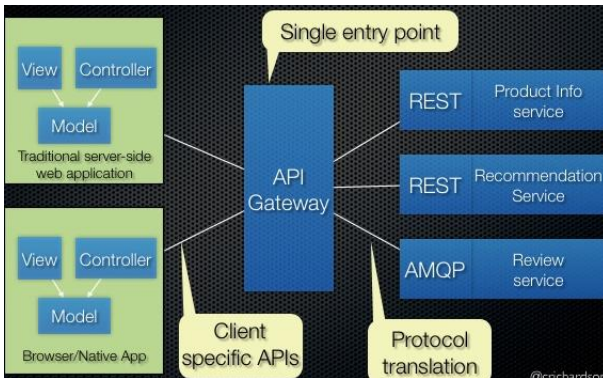 Single entry point
View Controller
Model
Traditional server-side
web application
View Controller
Model
Browser/Native App
API
Gateway
REST Product Info
service
REST Recommendation
Service
AMQP Review
service
Client
specific APIs
Protocol
translation
@crichardson